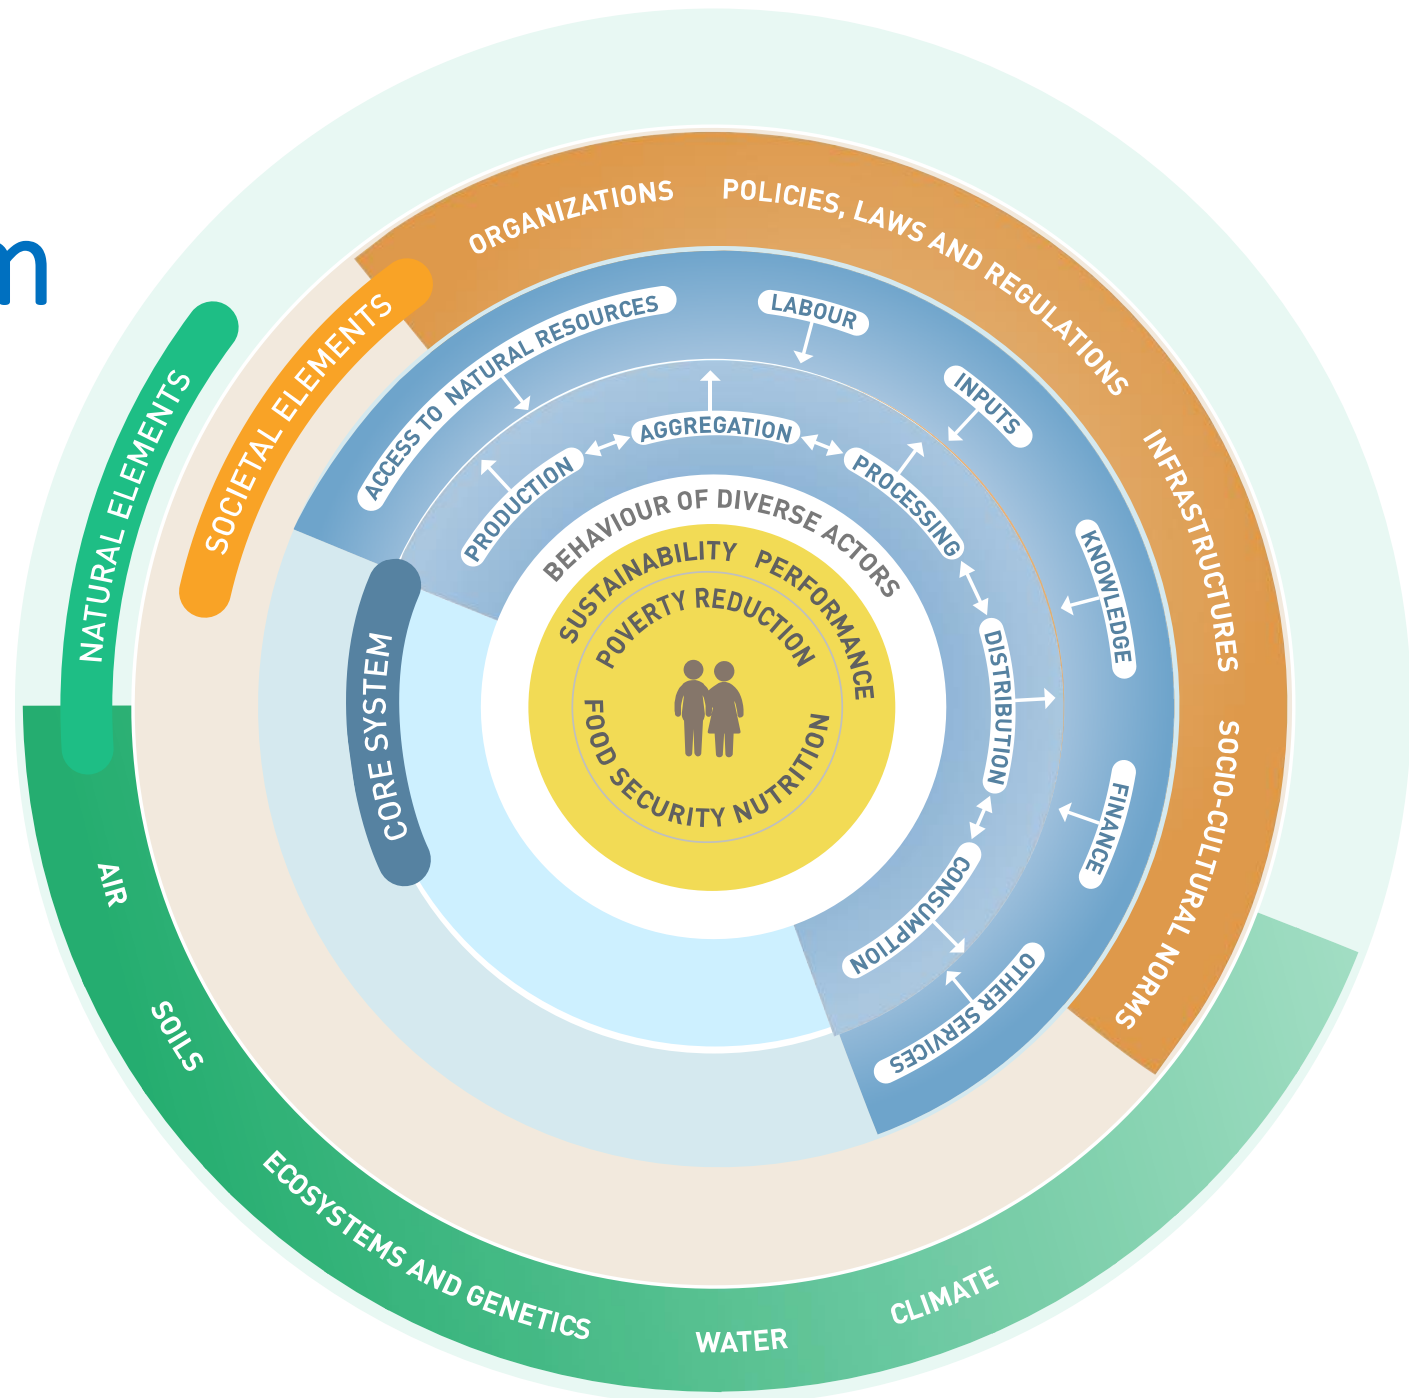 m
NATURAL ELEMENTS
SOCIETAL ELEMENTS
CORE SYSTEM
ORGANIZATIONS
POLICIES, LAWS AND REGULATIONS
INFRASTRUCTURES
SOCIO-CULTURAL NORMS
ACCESS TO NATURAL RESOURCES
LABOUR
INPUTS
KNOWLEDGE
FINANCE
OTHER SERVICES
PRODUCTION
AGGREGATION
PROCESSING
DISTRIBUTION
CONSUMPTION
BEHAVIOUR OF DIVERSE ACTORS
SUSTAINABILITY PERFORMANCE
POVERTY REDUCTION
FOOD SECURITY NUTRITION
AIR
SOILS
ECOSYSTEMS AND GENETICS
WATER
CLIMATE